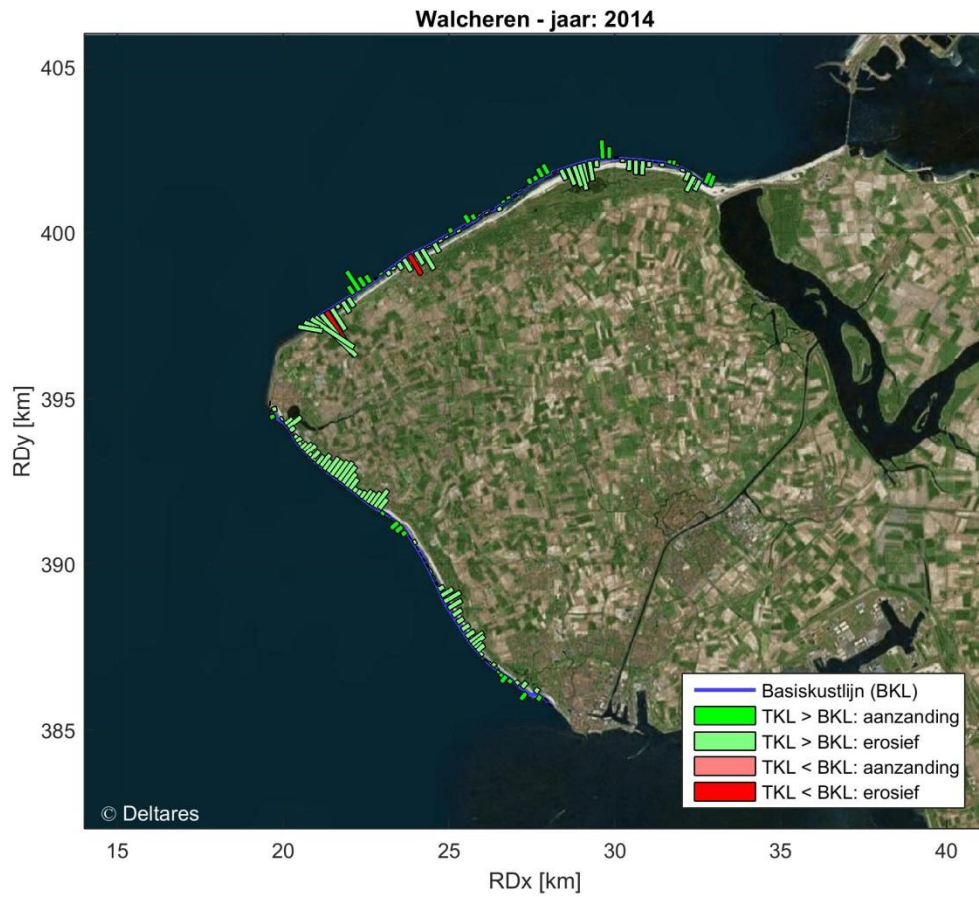 Walcheren - jaar: 2014
405
400
395
390
385
RDy [km]
Basiskustlijn (BKL)
TKL > BKL: aanzanding
TKL > BKL: erosief
TKL < BKL: aanzanding
TKL < BKL: erosief
© Deltares
15 20 25 30 35 40
RDx [km]